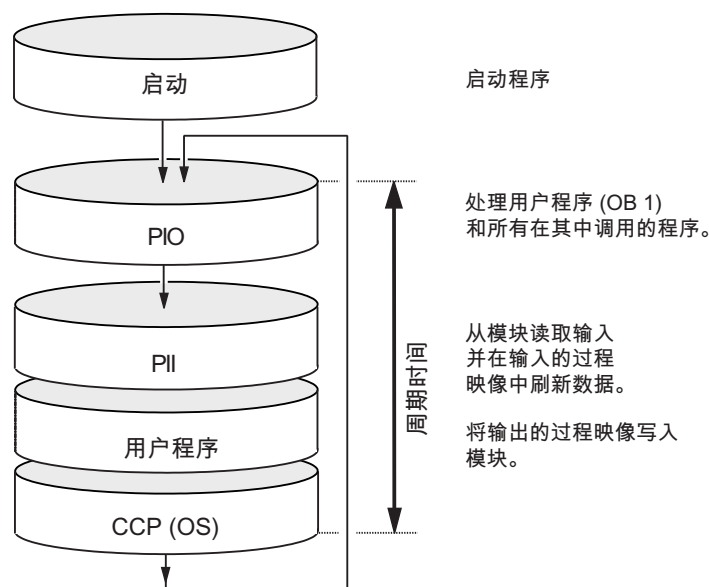 启动
启动程序
PIO
处理用户程序 (OB 1)
和所有在其中调用的程序。
PII
从模块读取输入
并在输入的过程
映像中刷新数据。
周期时间
用户程序
将输出的过程映像写入
模块。
CCP (OS)